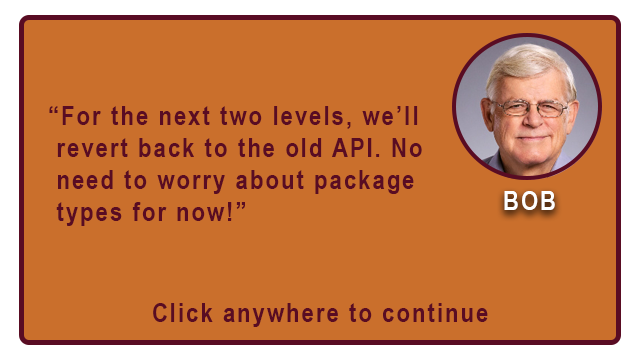 “For the next two levels, we’ll
revert back to the old API. No
need to worry about package
types for now!”
BOB
Click anywhere to continue